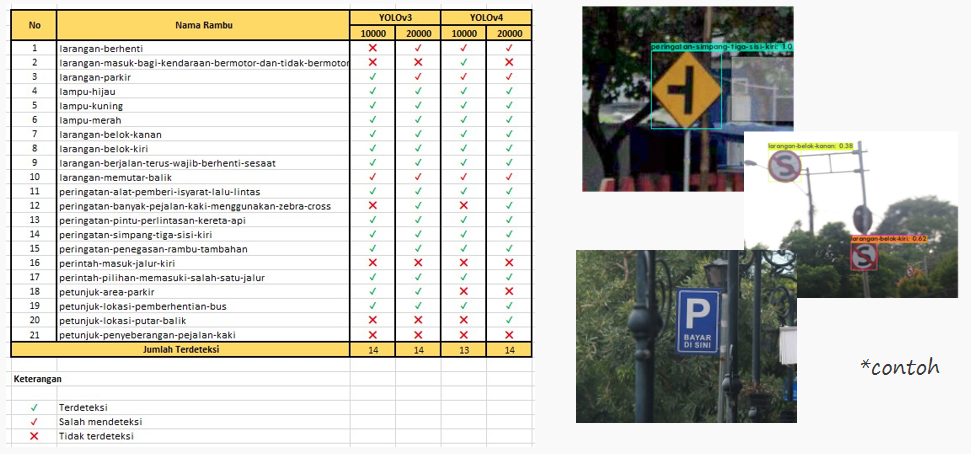 No Nama Rambu YOLOv3 YOLOv4
10000 20000 10000 20000
1 larangan-berhenti ✗ ✓ ✓ ✓
2 larangan-masuk-bagi-kendaraan-bermotor-dan-tidak-bermotor ✗ ✗ ✓ ✗
3 larangan-parkir ✓ ✓ ✓ ✓
4 lampu-hijau ✓ ✓ ✓ ✓
5 lampu-kuning ✓ ✓ ✓ ✓
6 lampu-merah ✓ ✓ ✓ ✓
7 larangan-belok-kanan ✓ ✓ ✓ ✓
8 larangan-belok-kiri ✓ ✓ ✓ ✓
9 larangan-berjalan-terus-wajib-berhenti-sesaat ✓ ✓ ✓ ✓
10 larangan-memutar-balik ✓ ✓ ✓ ✓
11 peringatan-alat-pemberi-isyarat-lalu-lintas ✓ ✓ ✓ ✓
12 peringatan-banyak-pejalan-kaki-menggunakan-zebra-cross ✗ ✓ ✗ ✓
13 peringatan-pintu-perlintasan-kereta-api ✓ ✓ ✓ ✓
14 peringatan-simpang-tiga-sisi-kiri ✓ ✓ ✓ ✓
15 peringatan-penegasan-rambu-tambahan ✓ ✓ ✓ ✓
16 perintah-masuk-jalur-kiri ✗ ✗ ✗ ✗
17 perintah-pilihan-memasuki-salah-satu-jalur ✓ ✓ ✓ ✓
18 petunjuk-area-parkir ✓ ✓ ✗ ✗
19 petunjuk-lokasi-pemberhentian-bus ✓ ✓ ✓ ✓
20 petunjuk-lokasi-putar-balik ✗ ✗ ✗ ✓
21 petunjuk-penyeberangan-pejalan-kaki ✗ ✗ ✗ ✗
Jumlah Terdeteksi 14 14 13 14
Keterangan
✓ Terdeteksi
✓ Salah mendeteksi
✗ Tidak terdeteksi
peringatan-simpang-tiga-sisi-kiri: 1.0
larangan-belok-kanan: 0.38
S
larangan-belok-kiri: 0.62
S
P
BAYAR
DI SINI
*contoh